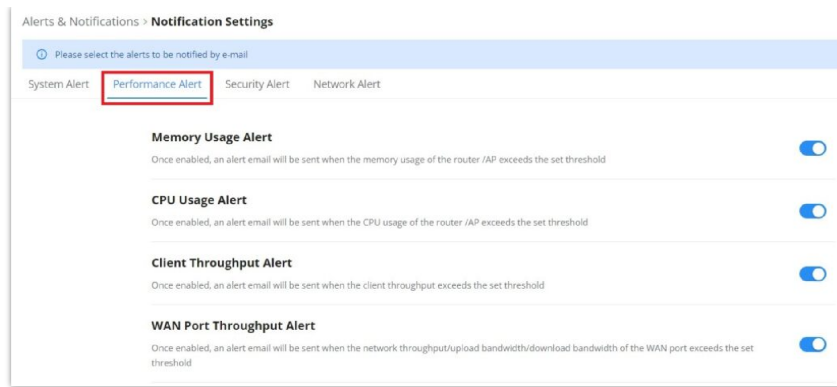 Alerts & Notifications > Notification Settings
Please select the alerts to be notified by e-mail
System Alert Performance Alert Security Alert Network Alert
Memory Usage Alert
Once enabled, an alert email will be sent when the memory usage of the router /AP exceeds the set threshold
CPU Usage Alert
Once enabled, an alert email will be sent when the CPU usage of the router /AP exceeds the set threshold
Client Throughput Alert
Once enabled, an alert email will be sent when the client throughput exceeds the set threshold
WAN Port Throughput Alert
Once enabled, an alert email will be sent when the network throughput/upload bandwidth/download bandwidth of the WAN port exceeds the set
threshold